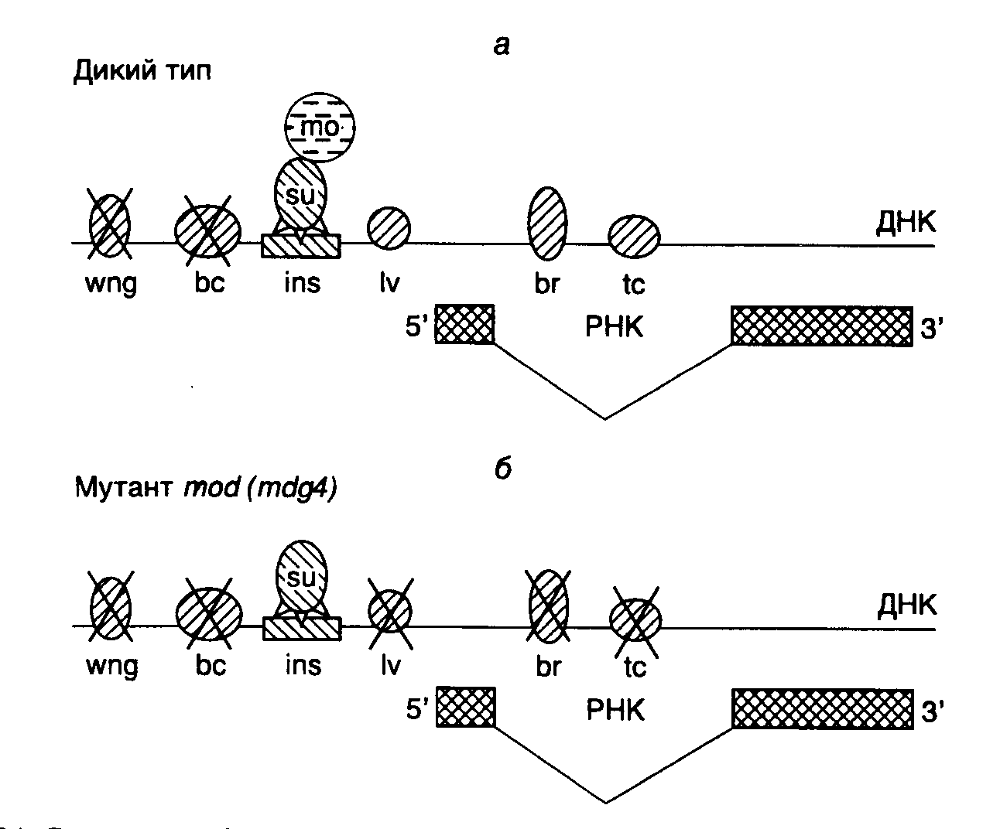 а
Дикий тип
mo
su
ДНК
wng bc ins lv br tc
5' РНК 3'
б
Мутант mod (mdg4)
su
ДНК
wng bc ins lv br tc
5' РНК 3'